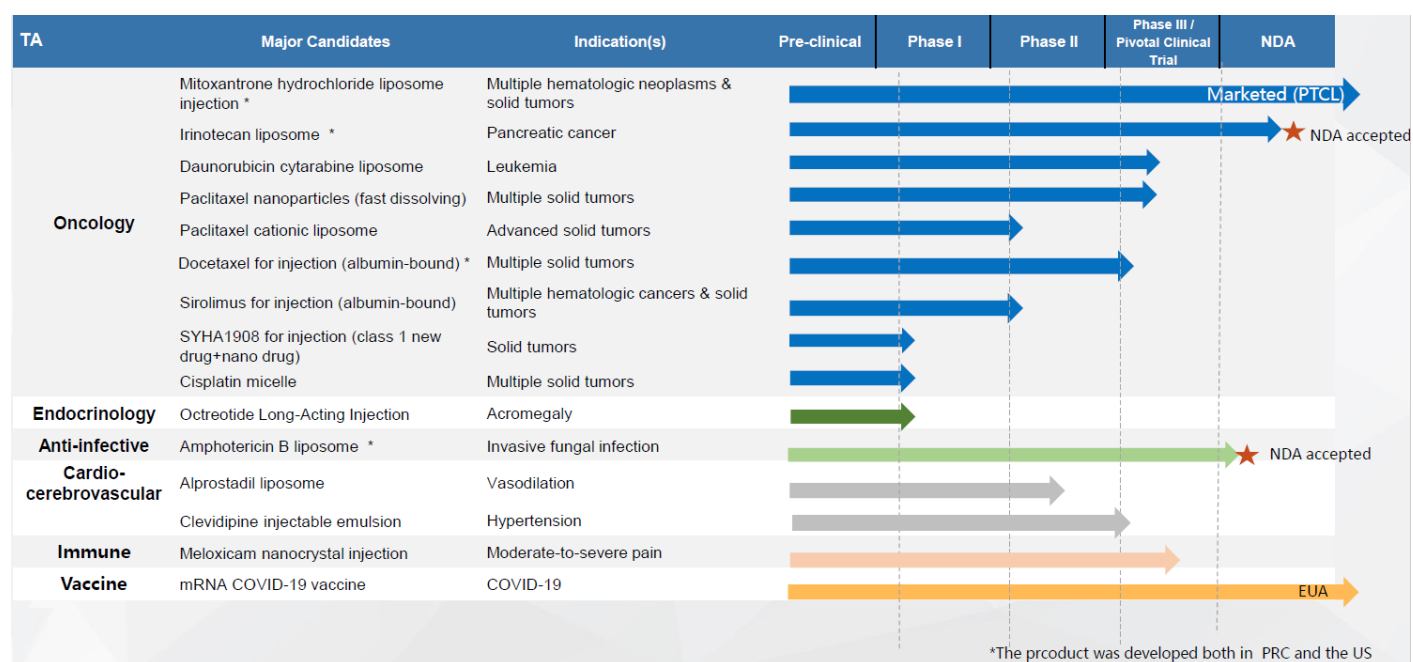 TA Major Candidates Indication(s) Pre-clinical Phase I Phase II Phase III / Pivotal Clinical Trial NDA
Oncology
Mitoxantrone hydrochloride liposome
injection *
Multiple hematologic neoplasms &
solid tumors
Marketed (PTCL)
Irinotecan liposome *
Pancreatic cancer
NDA accepted
Daunorubicin cytarabine liposome
Leukemia
Paclitaxel nanoparticles (fast dissolving)
Multiple solid tumors
Paclitaxel cationic liposome
Advanced solid tumors
Docetaxel for injection (albumin-bound) *
Multiple solid tumors
Sirolimus for injection (albumin-bound)
Multiple hematologic cancers & solid
tumors
SYHA1908 for injection (class 1 new
drug+nano drug)
Solid tumors
Cisplatin micelle
Multiple solid tumors
Endocrinology
Octreotide Long-Acting Injection
Acromegaly
Anti-infective
Amphotericin B liposome *
Invasive fungal infection
NDA accepted
Cardio-
cerebrovascular
Alprostadil liposome
Vasodilation
Clevidipine injectable emulsion
Hypertension
Immune
Meloxicam nanocrystal injection
Moderate-to-severe pain
Vaccine
mRNA COVID-19 vaccine
COVID-19
EUA
*The prcoduct was developed both in PRC and the US